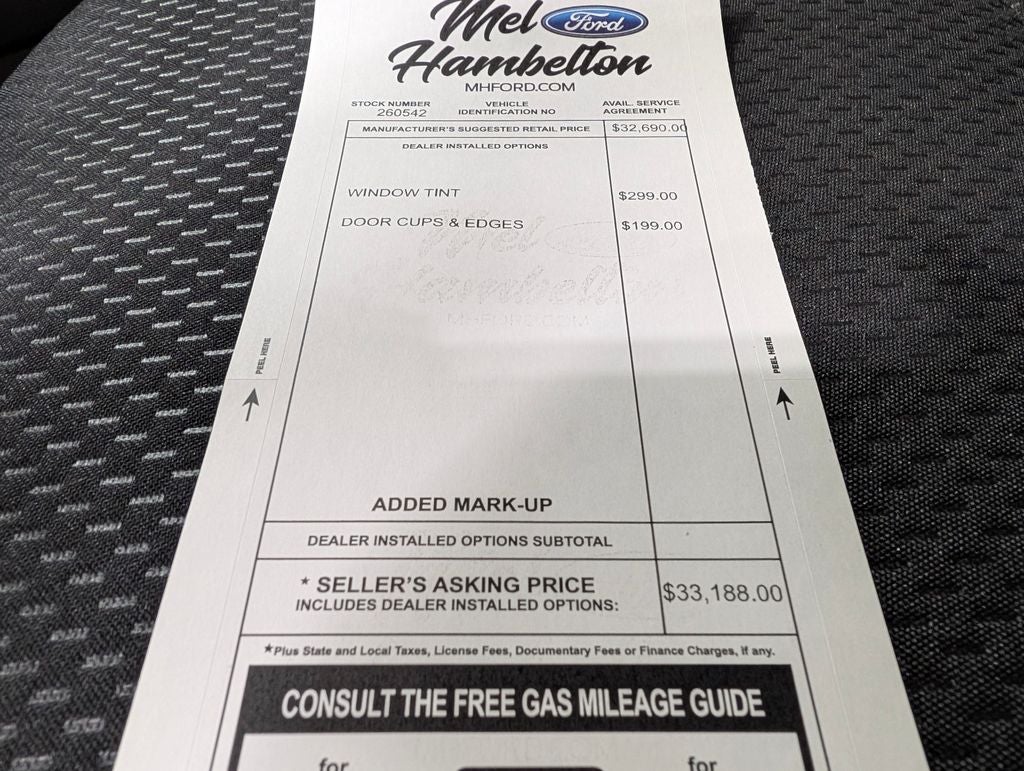 Mel Ford
Hambelton
MHFORD.COM
STOCK NUMBER
260542
VEHICLE
IDENTIFICATION NO
AVAIL. SERVICE
AGREEMENT
MANUFACTURER'S SUGGESTED RETAIL PRICE $32,690.00
DEALER INSTALLED OPTIONS
WINDOW TINT $299.00
DOOR CUPS & EDGES $199.00
Mel
Hambelton
MHFORD.COM
PEEL HERE
PEEL HERE
ADDED MARK-UP
DEALER INSTALLED OPTIONS SUBTOTAL
* SELLER'S ASKING PRICE $33,188.00
INCLUDES DEALER INSTALLED OPTIONS:
*Plus State and Local Taxes, License Fees, Documentary Fees or Finance Charges, if any.
CONSULT THE FREE GAS MILEAGE GUIDE
for for